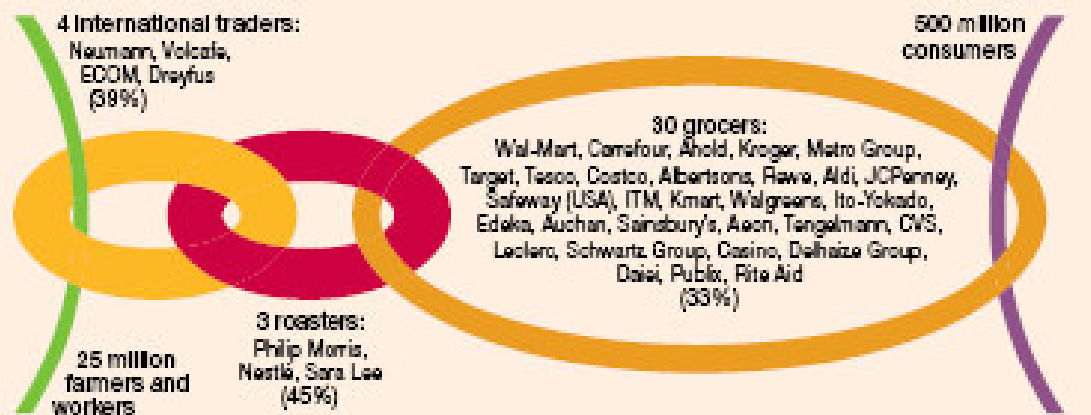 4 international traders:
Neumann, Volcafe,
ECOM, Dreyfus
(39%)
500 million
consumers
30 grocers:
Wal-Mart, Carrefour, Ahold, Kroger, Metro Group,
Target, Tesco, Costco, Albertsons, Rewe, Aldi, JCPenney,
Safeway (USA), ITM, Kmart, Walgreens, Ito-Yokado,
Edeka, Auchan, Sainsbury's, Aeon, Tengelmann, CVS,
Leclerc, Schwartz Group, Casino, Delhaize Group,
Daiei, Publix, Rite Aid
(33%)
3 roasters:
Philip Morris,
Nestlé, Sara Lee
(45%)
25 million
farmers and
workers